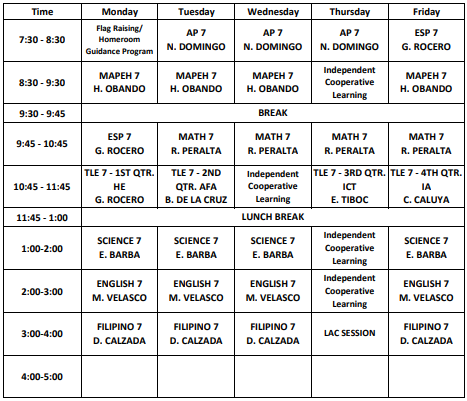 Time Monday Tuesday Wednesday Thursday Friday
7:30 - 8:30
Flag Raising/
Homeroom
Guidance Program
AP 7
N. DOMINGO
AP 7
N. DOMINGO
AP 7
N. DOMINGO
ESP 7
G. ROCERO
8:30 - 9:30
MAPEH 7
H. OBANDO
MAPEH 7
H. OBANDO
MAPEH 7
H. OBANDO
Independent
Cooperative
Learning
MAPEH 7
H. OBANDO
9:30 - 9:45 BREAK
9:45 - 10:45
ESP 7
G. ROCERO
MATH 7
R. PERALTA
MATH 7
R. PERALTA
MATH 7
R. PERALTA
MATH 7
R. PERALTA
10:45 - 11:45
TLE 7 - 1ST QTR.
HE
G. ROCERO
TLE 7 - 2ND
QTR. AFA
B. DE LA CRUZ
Independent
Cooperative
Learning
TLE 7 - 3RD QTR.
ICT
E. TIBOC
TLE 7 - 4TH QTR.
IA
C. CALUYA
11:45 - 1:00 LUNCH BREAK
1:00-2:00
SCIENCE 7
E. BARBA
SCIENCE 7
E. BARBA
SCIENCE 7
E. BARBA
Independent
Cooperative
Learning
SCIENCE 7
E. BARBA
2:00-3:00
ENGLISH 7
M. VELASCO
ENGLISH 7
M. VELASCO
ENGLISH 7
M. VELASCO
Independent
Cooperative
Learning
ENGLISH 7
M. VELASCO
3:00-4:00
FILIPINO 7
D. CALZADA
FILIPINO 7
D. CALZADA
FILIPINO 7
D. CALZADA
LAC SESSION
FILIPINO 7
D. CALZADA
4:00-5:00